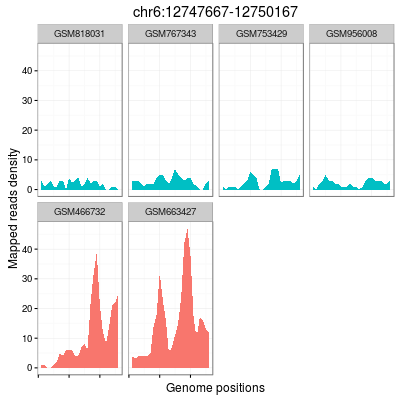 chr6:12747667-12750167
GSM818031 GSM767343 GSM753429 GSM956008
40
30
20
10
0
Mapped reads density
GSM466732 GSM663427
40
30
20
10
0
Genome positions